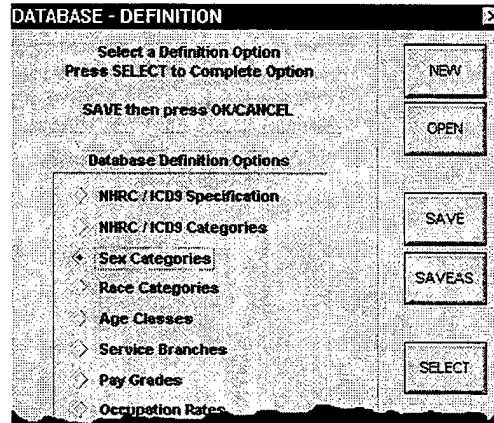 DATABASE - DEFINITION
Select a Definition Option
Press SELECT to Complete Option
SAVE then press OK/CANCEL
Database Definition Options
NHRC / ICD9 Specification
NHRC / ICD9 Categories
Sex Categories
Race Categories
Age Classes
Service Branches
Pay Grades
Occupation Rates
NEW
OPEN
SAVE
SAVEAS
SELECT